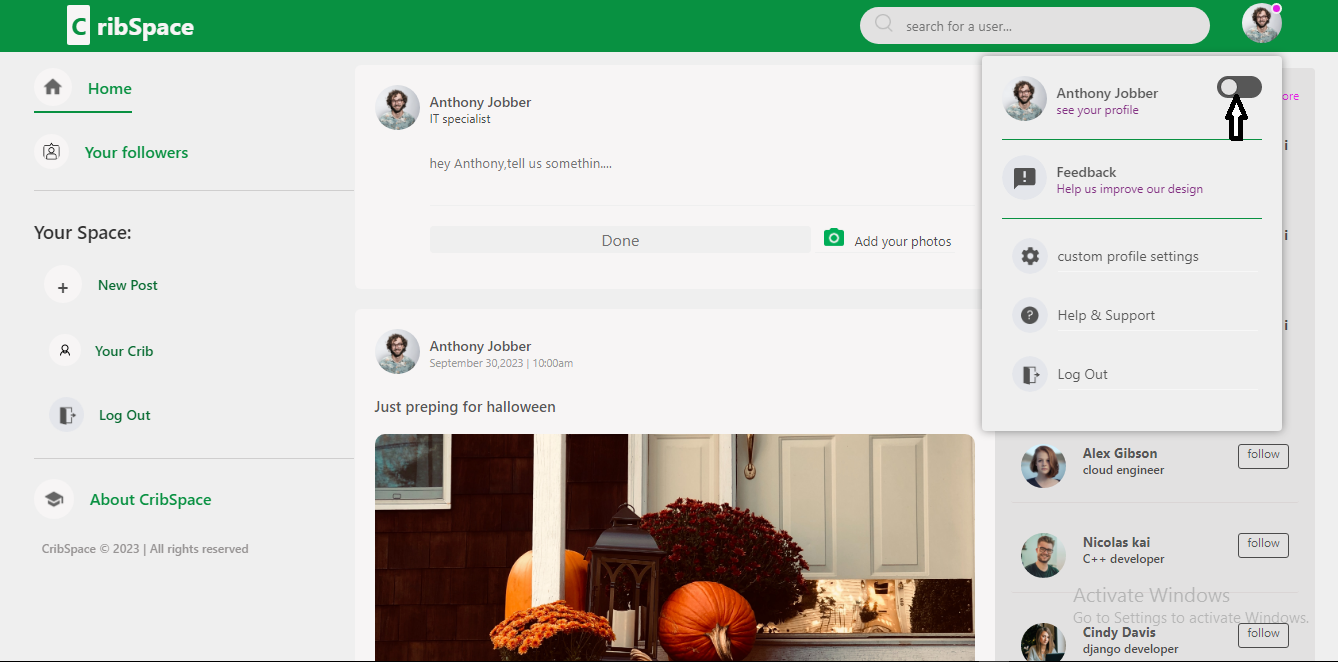 CribSpace
search for a user...
Home
Your followers
Your Space:
New Post
Your Crib
Log Out
About CribSpace
CribSpace © 2023 | All rights reserved
Anthony Jobber
IT specialist
hey Anthony,tell us somethin....
Done
Add your photos
Anthony Jobber
September 30,2023 | 10:00am
Just preping for halloween
Anthony Jobber
see your profile
Feedback
Help us improve our design
custom profile settings
Help & Support
Log Out
Alex Gibson
cloud engineer
follow
Nicolas kai
C++ developer
follow
Activate Windows
Go to Settings to activate Windows.
Cindy Davis
django developer
follow